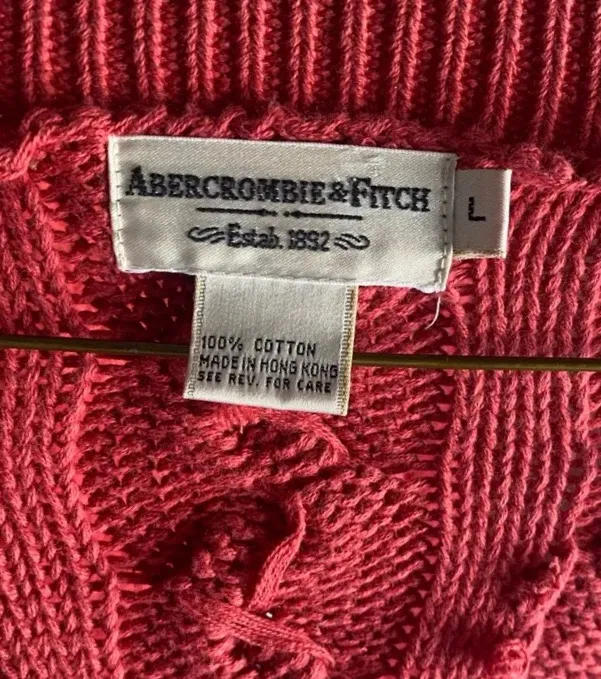 ABERCROMBIE & FITCH
Estab. 1892
L
100% COTTON
MADE IN HONG KONG
SEE REV. FOR CARE